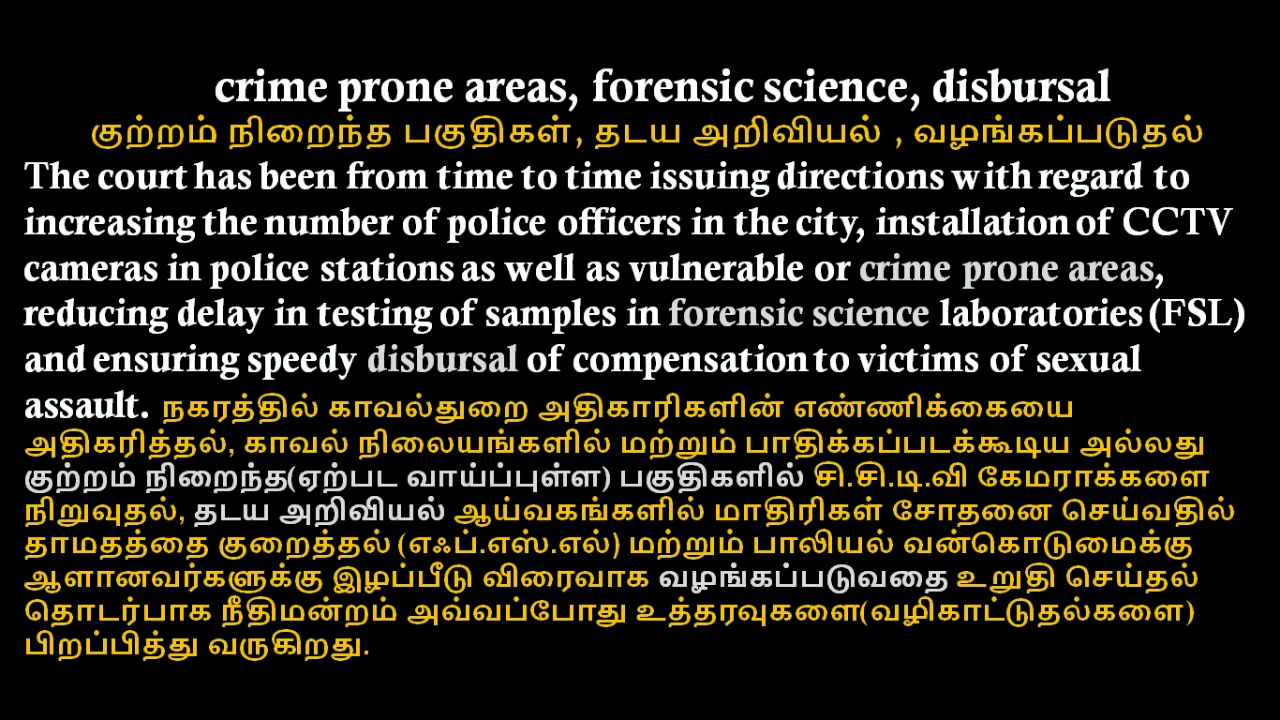 crime prone areas, forensic science, disbursal
குற்றம் நிறைந்த பகுதிகள், தடய அறிவியல் , வழங்கப்படுதல்
The court has been from time to time issuing directions with regard to
increasing the number of police officers in the city, installation of CCTV
cameras in police stations as well as vulnerable or crime prone areas,
reducing delay in testing of samples in forensic science laboratories (FSL)
and ensuring speedy disbursal of compensation to victims of sexual
assault. நகரத்தில் காவல்துறை அதிகாரிகளின் எண்ணிக்கையை
அதிகரித்தல், காவல் நிலையங்களில் மற்றும் பாதிக்கப்படக்கூடிய அல்லது
குற்றம் நிறைந்த(ஏற்பட வாய்ப்புள்ள) பகுதிகளில் சி.சி.டி.வி கேமராக்களை
நிறுவுதல், தடய அறிவியல் ஆய்வகங்களில் மாதிரிகள் சோதனை செய்வதில்
தாமதத்தை குறைத்தல் (எஃப்.எஸ்.எல்) மற்றும் பாலியல் வன்கொடுமைக்கு
ஆளானவர்களுக்கு இழப்பீடு விரைவாக வழங்கப்படுவதை உறுதி செய்தல்
தொடர்பாக நீதிமன்றம் அவ்வப்போது உத்தரவுகளை(வழிகாட்டுதல்களை)
பிறப்பித்து வருகிறது.